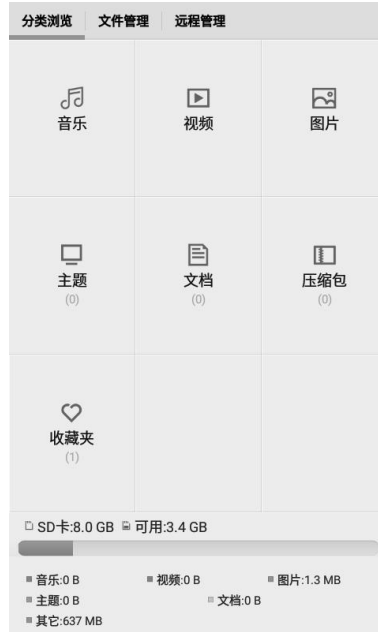 分类浏览 文件管理 远程管理
音乐 视频 图片
主题 文档 压缩包
(0) (0) (0)
收藏夹
(1)
SD卡:8.0 GB 可用:3.4 GB
音乐:0 B 视频:0 B 图片:1.3 MB
主题:0 B 文档:0 B
其它:637 MB